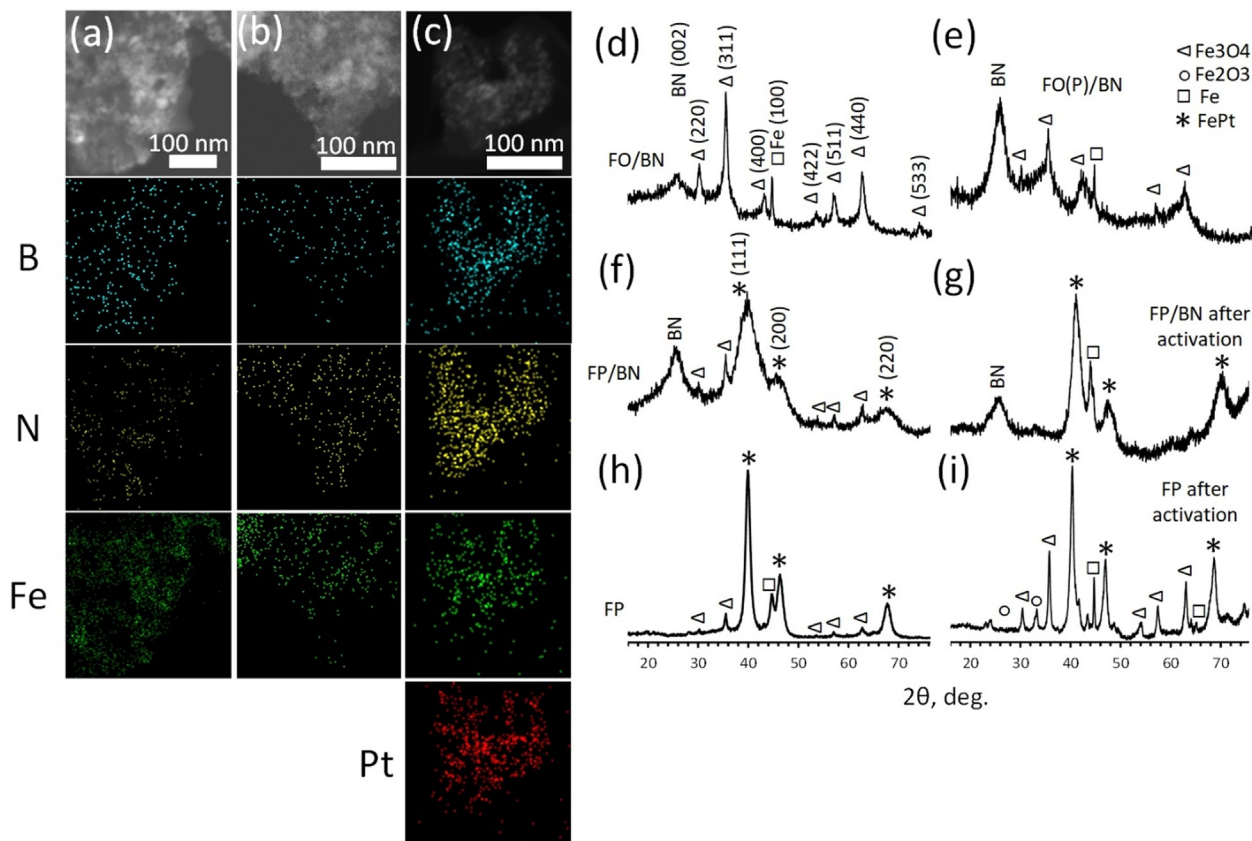 (a)
(b)
(c)
100 nm
100 nm
100 nm
B
N
Fe
Pt
(d)
BN (002)
Δ (220)
Δ (311)
Δ (400)
□Fe (100)
Δ (422)
Δ (511)
Δ (440)
Δ (533)
FO/BN
(e)
BN
FO(P)/BN
Fe3O4
Fe2O3
Fe
* FePt
(f)
BN
* (111)
* (200)
* (220)
FP/BN
(g)
BN
FP/BN after
activation
*
*
*
(h)
*
*
*
FP
20 30 40 50 60 70
(i)
FP after
activation
*
*
*
20 30 40 50 60 70
2θ, deg.